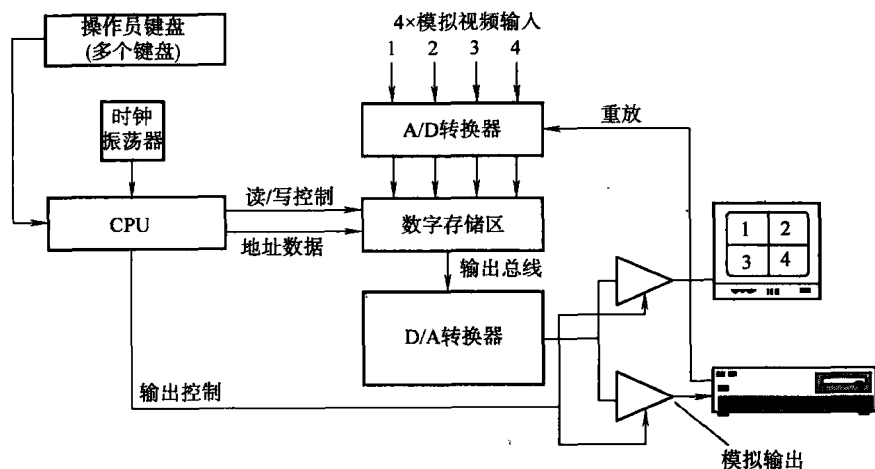 操作员键盘
(多个键盘)
4×模拟视频输入
1 2 3 4
时钟
振荡器
A/D转换器
重放
读/写控制
CPU
数字存储区
地址数据
输出总线
1 2
3 4
D/A转换器
输出控制
模拟输出